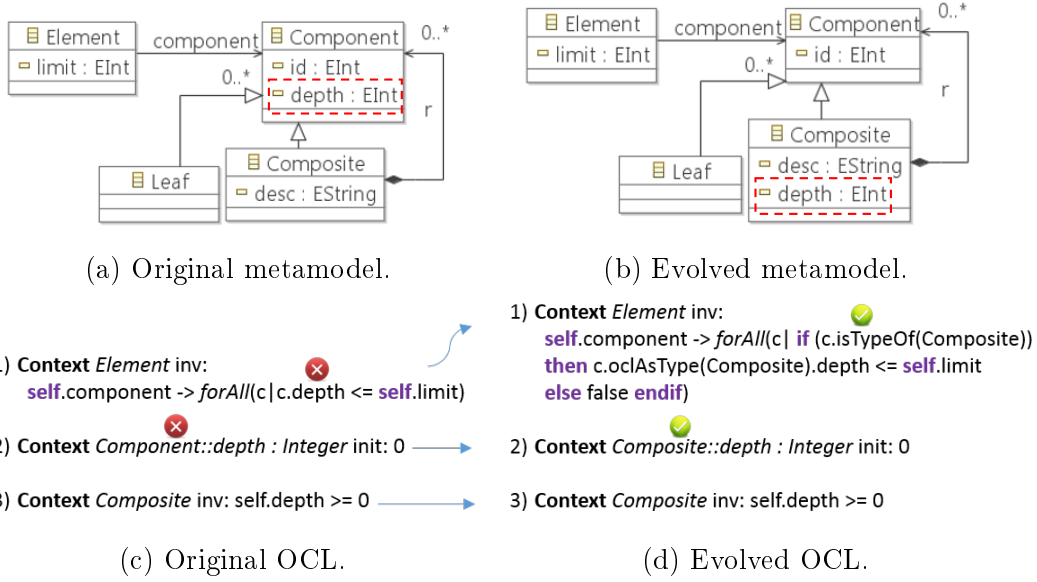 Element
limit : EInt
component
0..*
Component
id : EInt
depth : EInt
0..*
r
Leaf
Composite
desc : EString
(a) Original metamodel.
Element
limit : EInt
component
0..*
Component
id : EInt
0..*
r
Leaf
Composite
desc : EString
depth : EInt
(b) Evolved metamodel.
1) Context Element inv:
self.component -> forAll(c|c.depth <= self.limit)
2) Context Component::depth : Integer init: 0
3) Context Composite inv: self.depth >= 0
(c) Original OCL.
1) Context Element inv:
self.component -> forAll(c| if (c.isTypeOf(Composite))
then c.oclAsType(Composite).depth <= self.limit
else false endif)
2) Context Composite::depth : Integer init: 0
3) Context Composite inv: self.depth >= 0
(d) Evolved OCL.